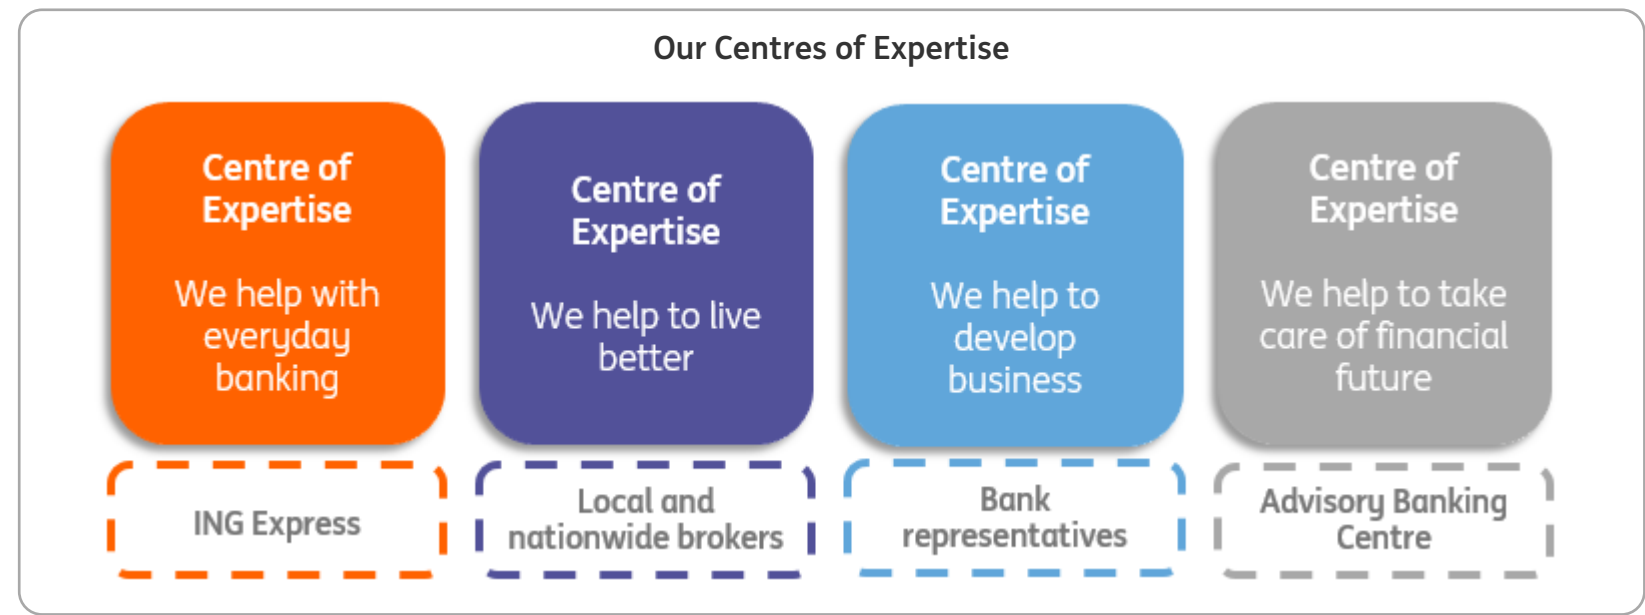 Our Centres of Expertise
Centre of
Expertise
We help with
everyday
banking
Centre of
Expertise
We help to live
better
Centre of
Expertise
We help to
develop
business
Centre of
Expertise
We help to take
care of financial
future
ING Express
Local and
nationwide brokers
Bank
representatives
Advisory Banking
Centre